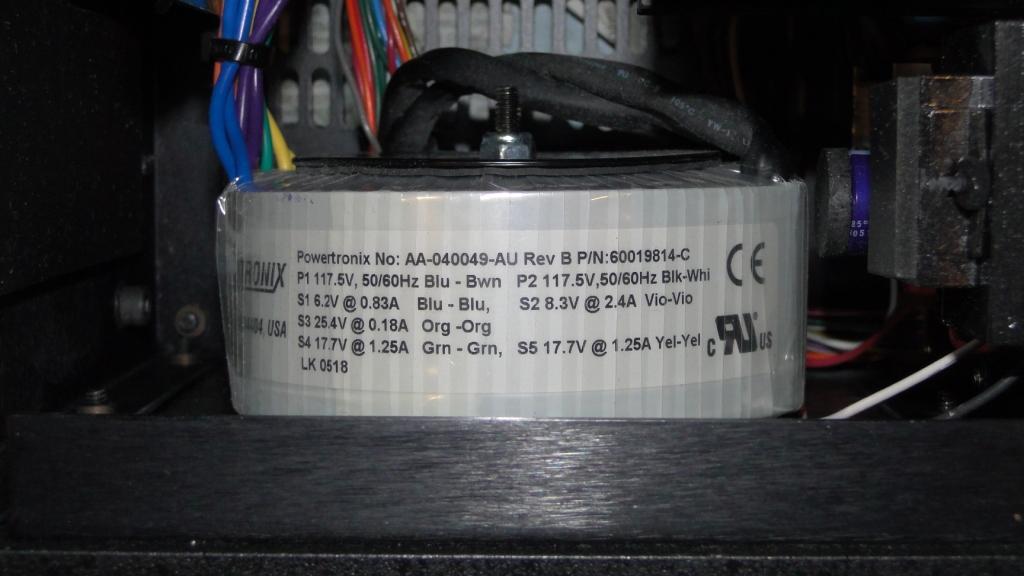 TRONIX
Powertronix No: AA-040049-AU Rev B P/N:60019814-C
P1 117.5V, 50/60Hz Blu - Bwn P2 117.5V,50/60Hz Blk-Whi
S1 6.2V @ 0.83A Blu - Blu, S2 8.3V @ 2.4A Vio-Vio
S3 25.4V @ 0.18A Org -Org
S4 17.7V @ 1.25A Grn - Grn, S5 17.7V @ 1.25A Yel-Yel
LK 0518
USA
CE
c RU US